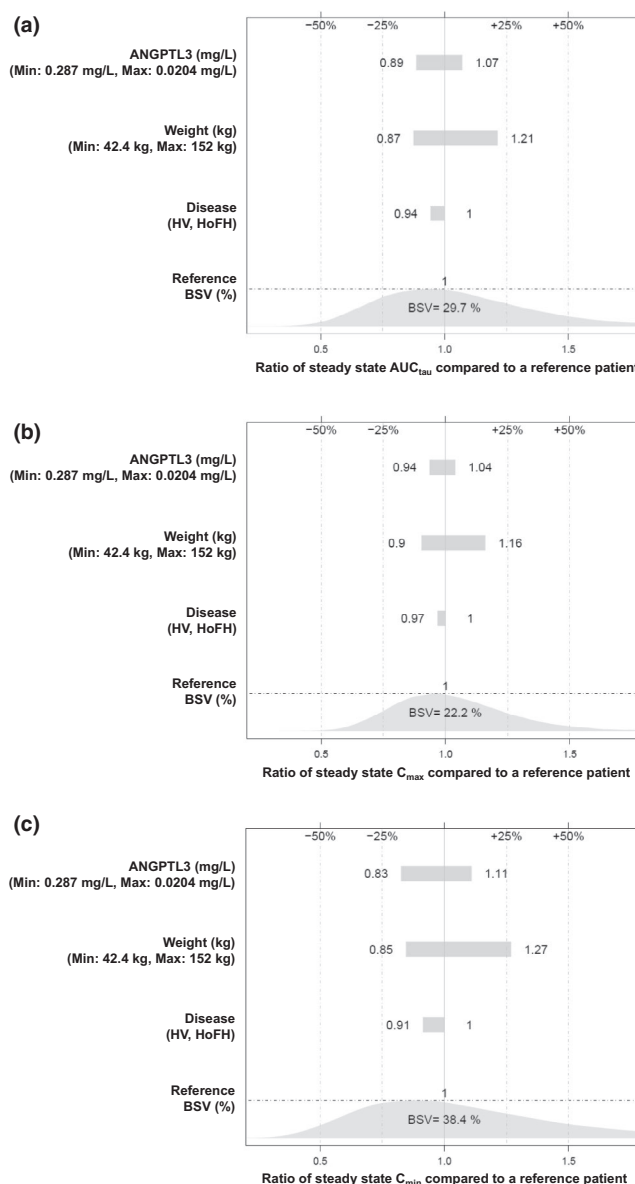 (a)
−50% −25% +25% +50%
ANGPTL3 (mg/L)
(Min: 0.287 mg/L, Max: 0.0204 mg/L)
0.89 1.07
Weight (kg)
(Min: 42.4 kg, Max: 152 kg)
0.87 1.21
Disease
(HV, HoFH)
0.94 1
Reference
BSV (%)
1
BSV= 29.7 %
0.5 1.0 1.5
Ratio of steady state AUCtau compared to a reference patient
(b)
−50% −25% +25% +50%
ANGPTL3 (mg/L)
(Min: 0.287 mg/L, Max: 0.0204 mg/L)
0.94 1.04
Weight (kg)
(Min: 42.4 kg, Max: 152 kg)
0.9 1.16
Disease
(HV, HoFH)
0.97 1
Reference
BSV (%)
1
BSV= 22.2 %
0.5 1.0 1.5
Ratio of steady state Cmax compared to a reference patient
(c)
−50% −25% +25% +50%
ANGPTL3 (mg/L)
(Min: 0.287 mg/L, Max: 0.0204 mg/L)
0.83 1.11
Weight (kg)
(Min: 42.4 kg, Max: 152 kg)
0.85 1.27
Disease
(HV, HoFH)
0.91 1
Reference
BSV (%)
1
BSV= 38.4 %
0.5 1.0 1.5
Ratio of steady state Cmin compared to a reference patient